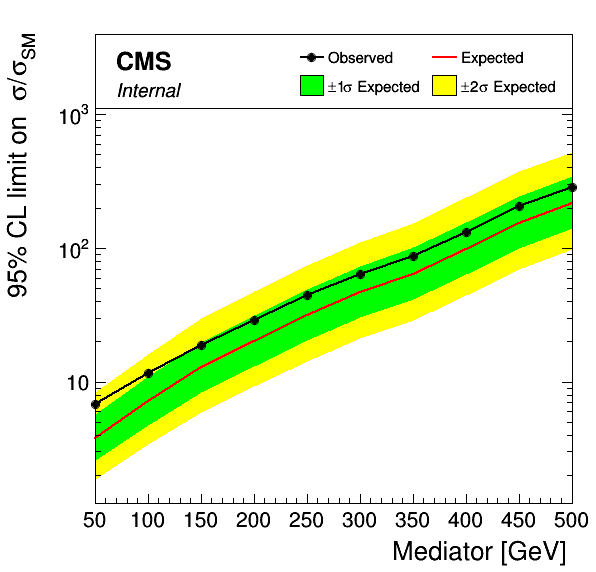 CMS
Internal
Observed
Expected
±1σ Expected
±2σ Expected
95% CL limit on σ/σSM
10³
10²
10
50 100 150 200 250 300 350 400 450 500
Mediator [GeV]